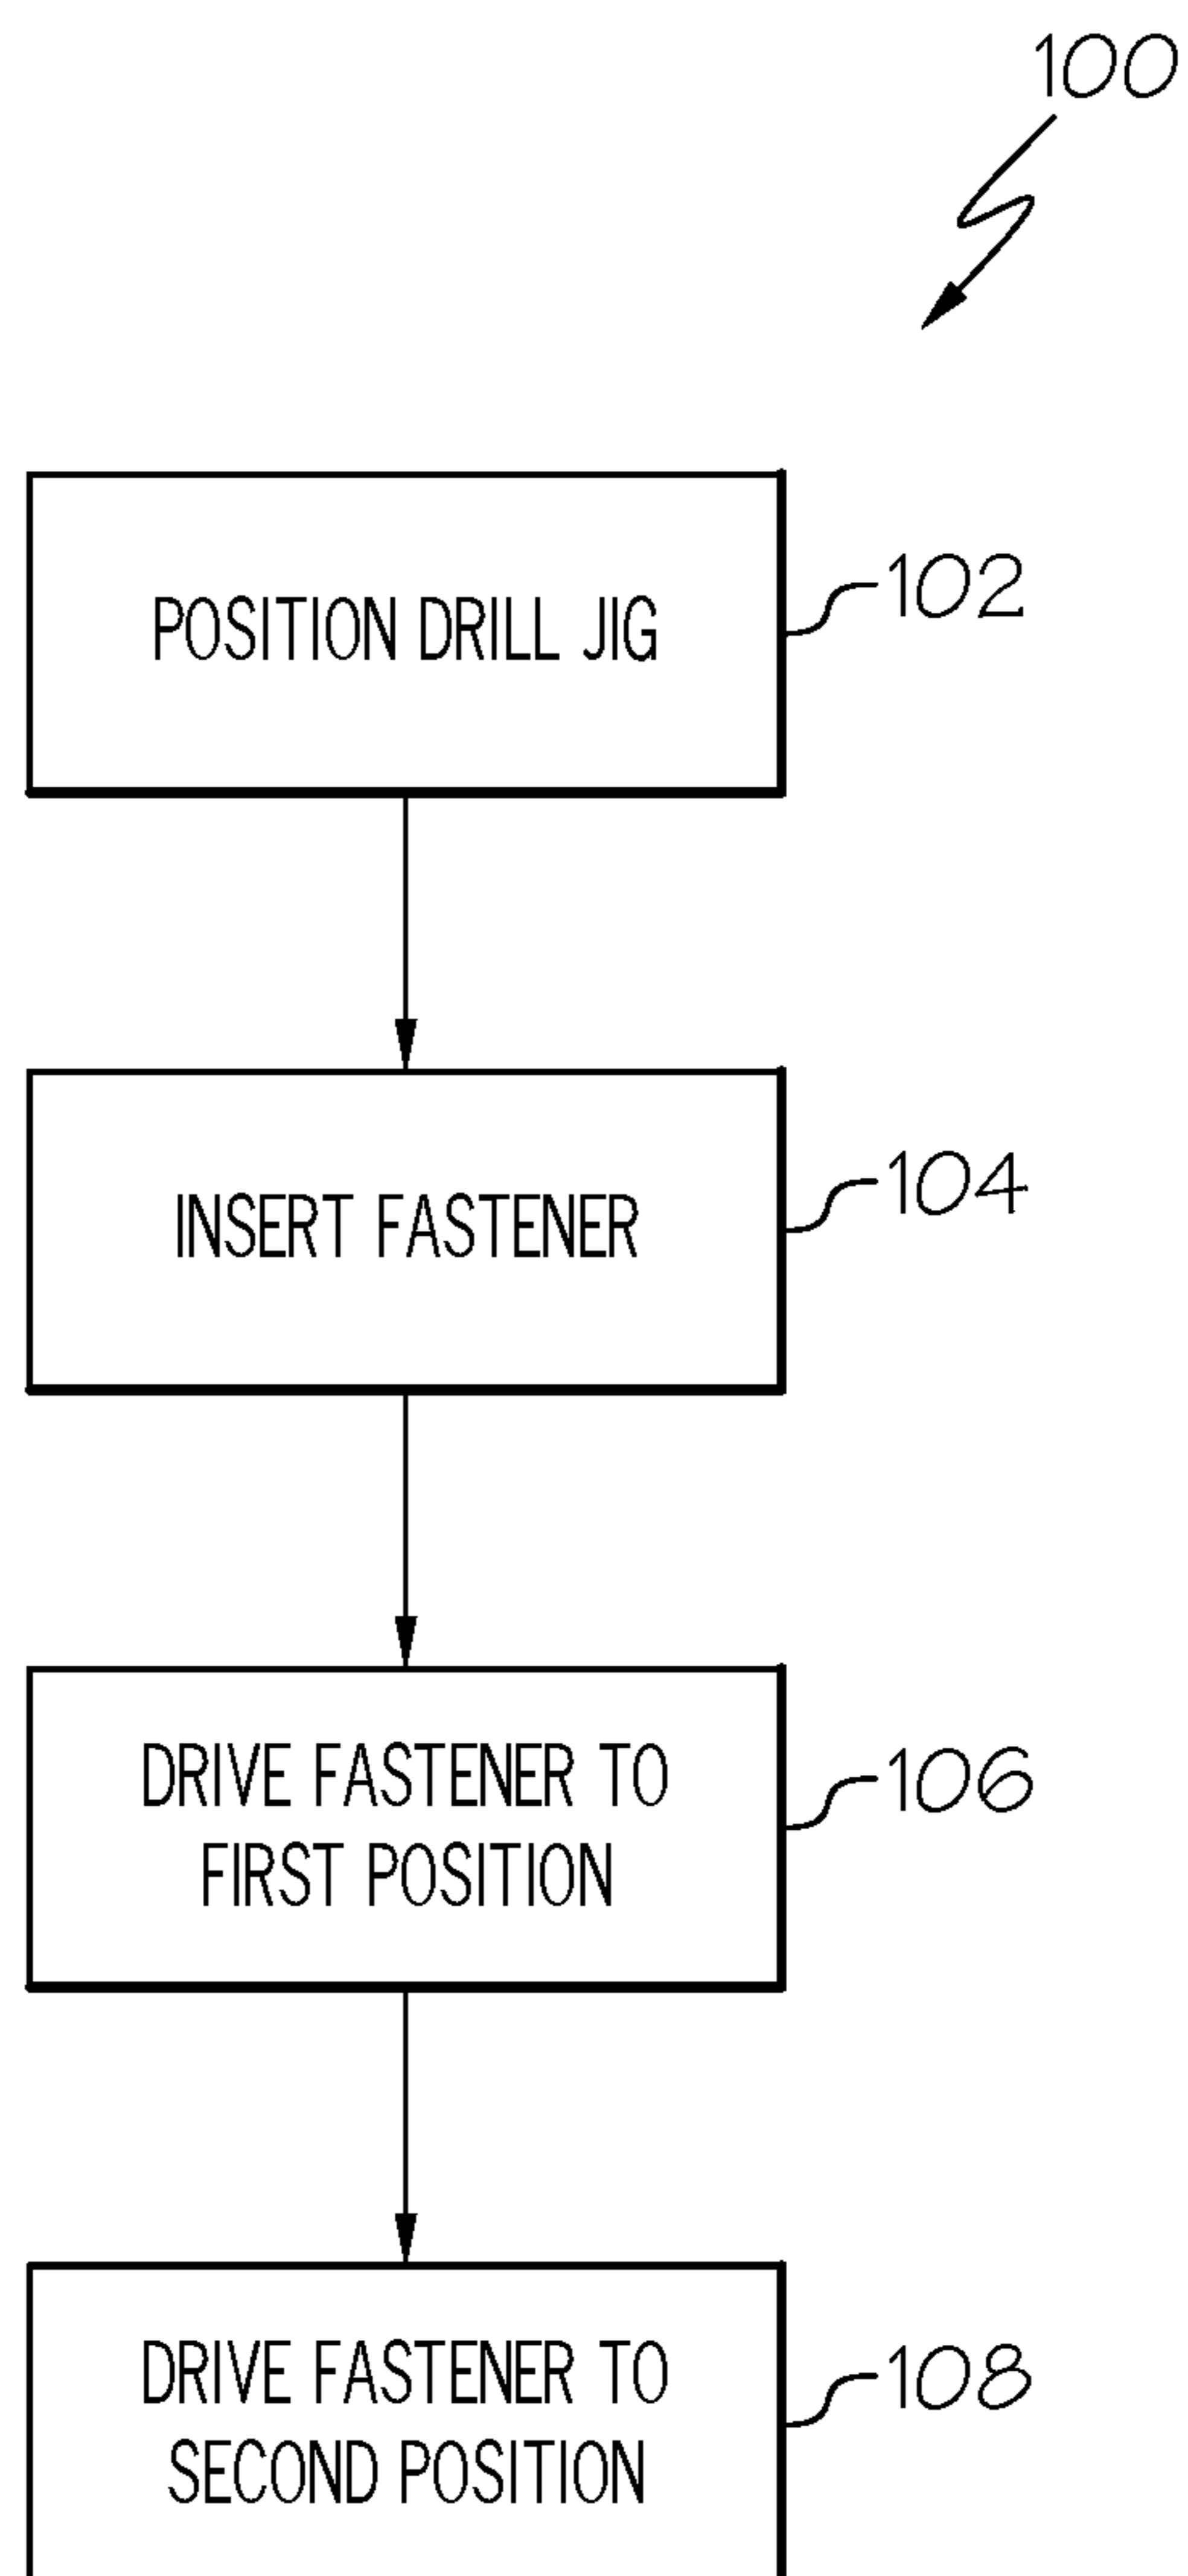 100
POSITION DRILL JIG
102
INSERT FASTENER
104
DRIVE FASTENER TO
FIRST POSITION
106
DRIVE FASTENER TO
SECOND POSITION
108